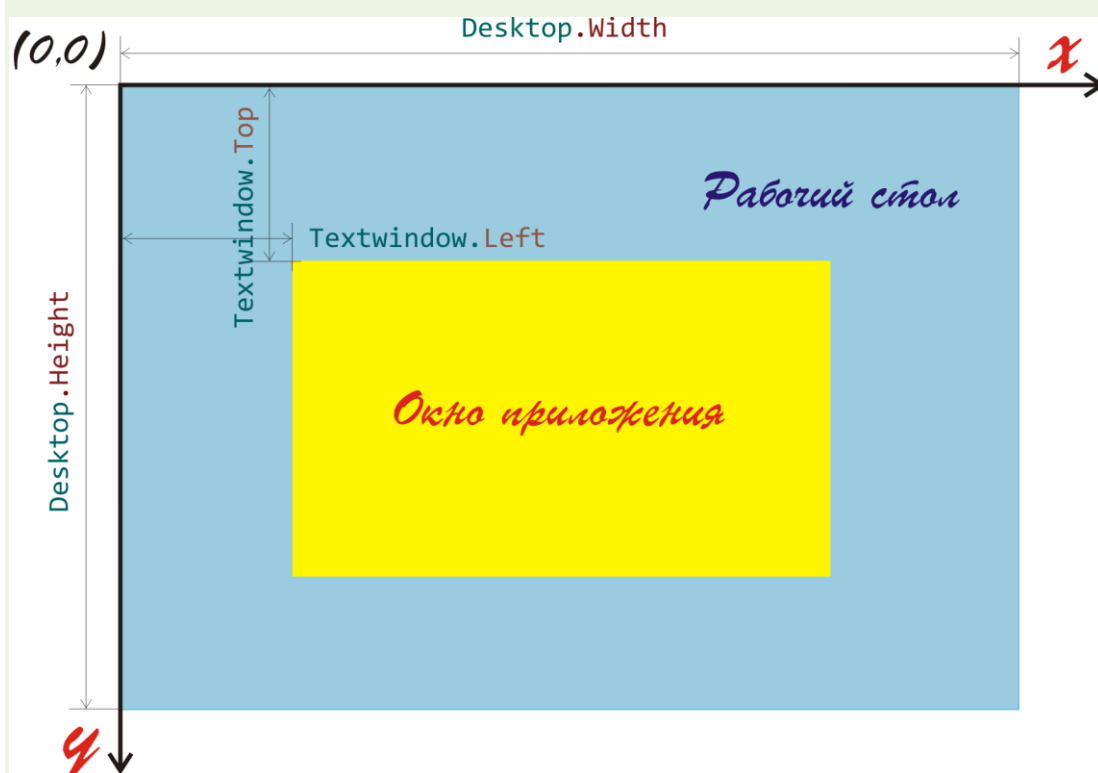 Desktop.Width
(0,0)
x
Textwindow.Top
Рабочий стол
Textwindow.Left
Desktop.Height
Окно приложения
y